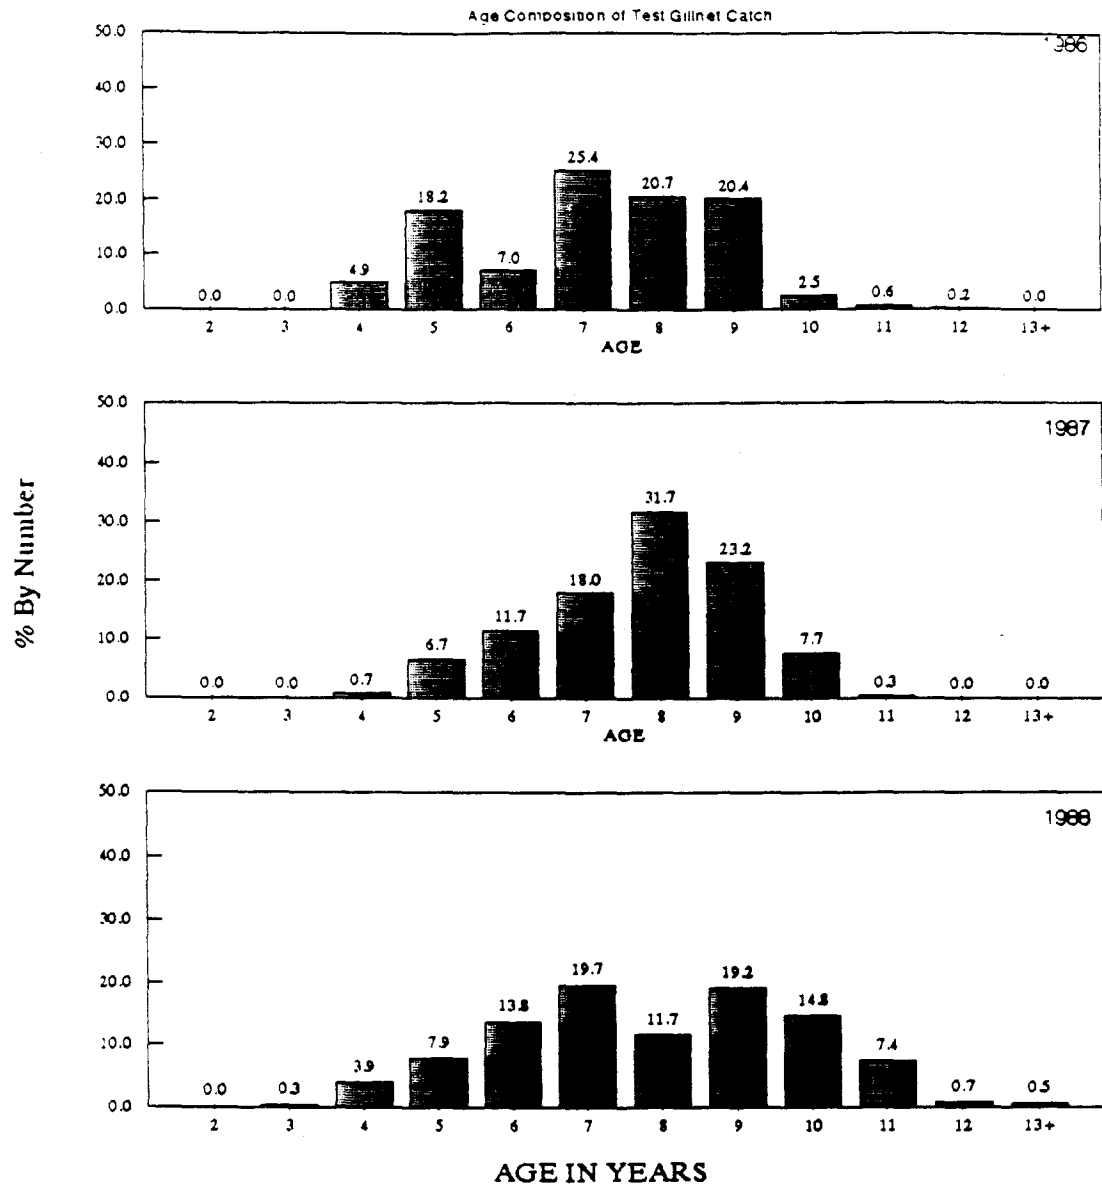 Age Composition of Test Gillnet Catch
1986
50.0
40.0
30.0
20.0
10.0
0.0
0.0 0.0 4.9 18.2 7.0 25.4 20.7 20.4 2.5 0.6 0.2 0.0
2 3 4 5 6 7 8 9 10 11 12 13+
AGE
% By Number
1987
50.0
40.0
30.0
20.0
10.0
0.0
0.0 0.0 0.7 6.7 11.7 18.0 31.7 23.2 7.7 0.3 0.0 0.0
2 3 4 5 6 7 8 9 10 11 12 13+
AGE
1988
50.0
40.0
30.0
20.0
10.0
0.0
0.0 0.3 3.9 7.9 13.8 19.7 11.7 19.2 14.8 7.4 0.7 0.5
2 3 4 5 6 7 8 9 10 11 12 13+
AGE IN YEARS